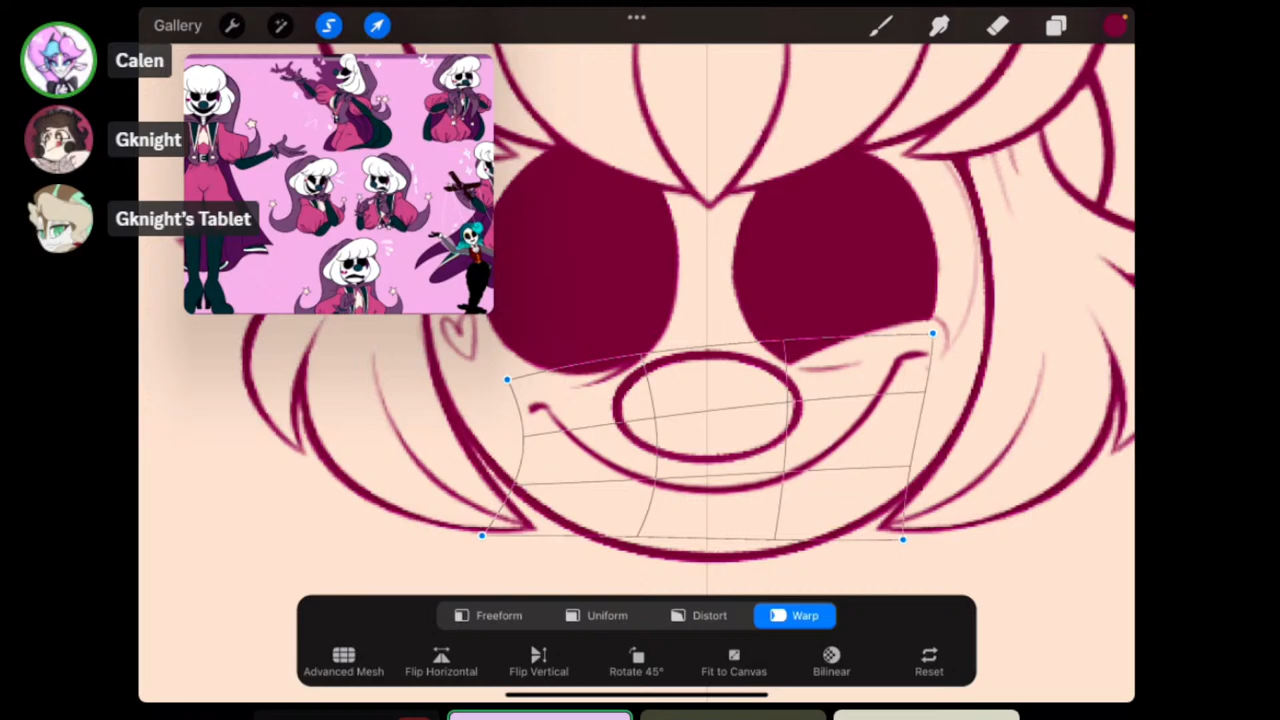 Gallery
Calen
Gknight
Gknight's Tablet
Freeform
Uniform
Distort
Warp
Advanced Mesh
Flip Horizontal
Flip Vertical
Rotate 45°
Fit to Canvas
Bilinear
Reset